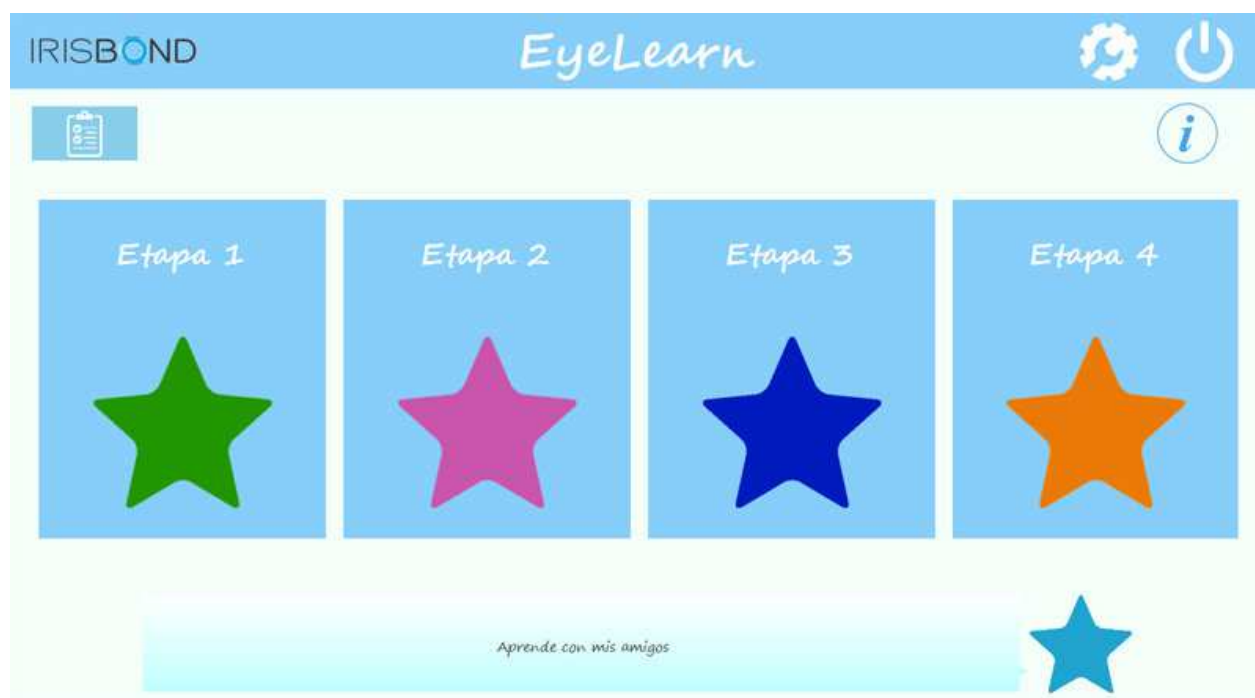 IRISBOND
EyeLearn
i
Etapa 1
Etapa 2
Etapa 3
Etapa 4
Aprende con mis amigos